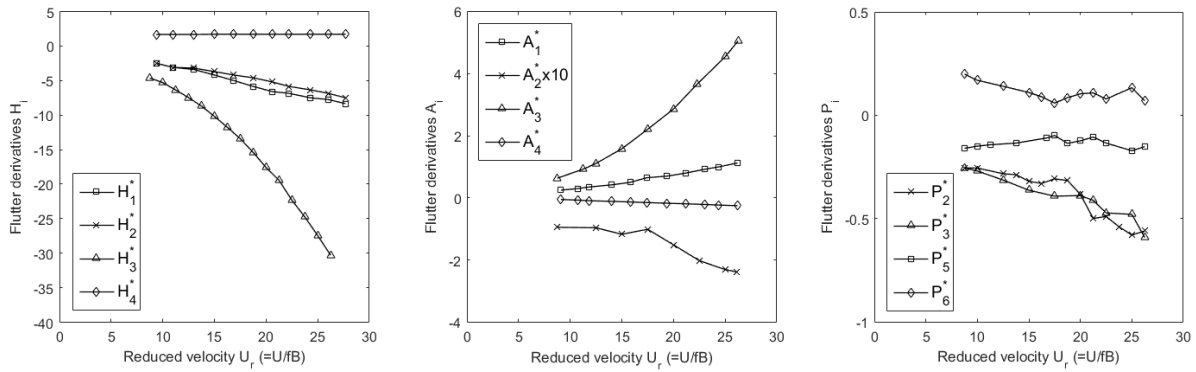 Flutter derivatives H_i
5
0
-5
-10
-15
-20
-25
-30
-35
-40
H_1^*
H_2^*
H_3^*
H_4^*
0 5 10 15 20 25 30
Reduced velocity U_r (=U/fB)
Flutter derivatives A_i
6
4
2
0
-2
-4
A_1^*
A_2^*x10
A_3^*
A_4^*
0 5 10 15 20 25 30
Reduced velocity U_r (=U/fB)
Flutter derivatives P_i
0.5
0
-0.5
-1
P_2^*
P_3^*
P_5^*
P_6^*
0 5 10 15 20 25 30
Reduced velocity U_r (=U/fB)